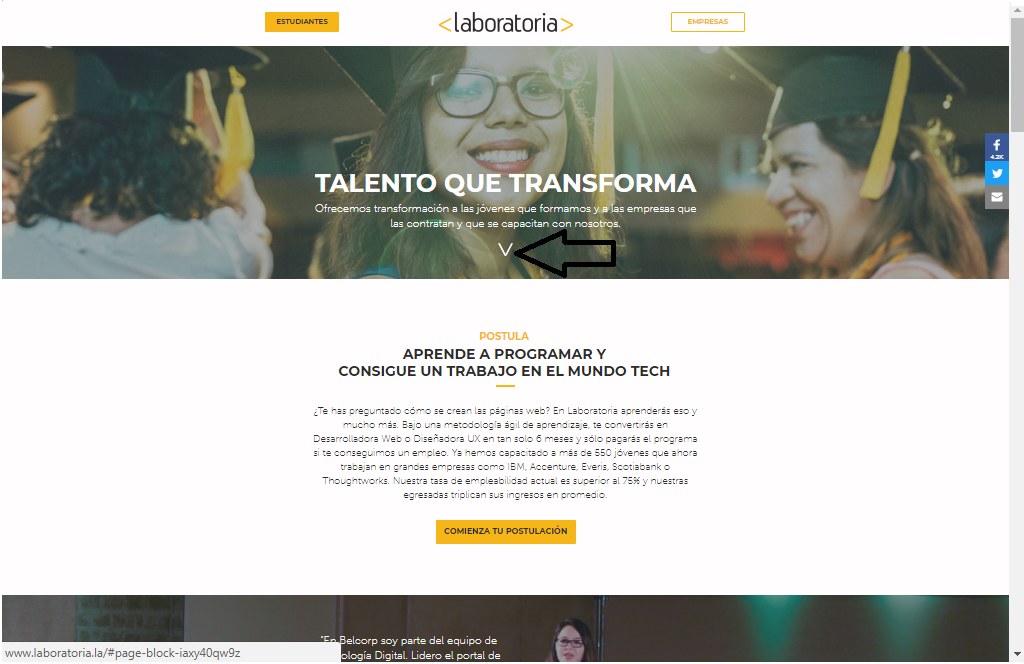 ESTUDIANTES
<laboratoria>
EMPRESAS
4.2K
TALENTO QUE TRANSFORMA
Ofrecemos transformación a las jóvenes que formamos y a las empresas que
las contratan y que se capacitan con nosotros.
POSTULA
APRENDE A PROGRAMAR Y
CONSIGUE UN TRABAJO EN EL MUNDO TECH
¿Te has preguntado cómo se crean las páginas web? En Laboratoria aprenderás eso y
mucho más. Bajo una metodología ágil de aprendizaje, te convertirás en
Desarrolladora Web o Diseñadora UX en tan solo 6 meses y sólo pagarás el programa
si te conseguimos un empleo. Ya hemos capacitado a más de 550 jóvenes que ahora
trabajan en grandes empresas como IBM, Accenture, Everis, Scotiabank o
Thoughtworks. Nuestra tasa de empleabilidad actual es superior al 75% y nuestras
egresadas triplican sus ingresos en promedio.
COMIENZA TU POSTULACIÓN
"En Belcorp soy parte del equipo de
ología Digital. Lidero el portal de
www.laboratoria.la/#page-block-iaxy40qw9z